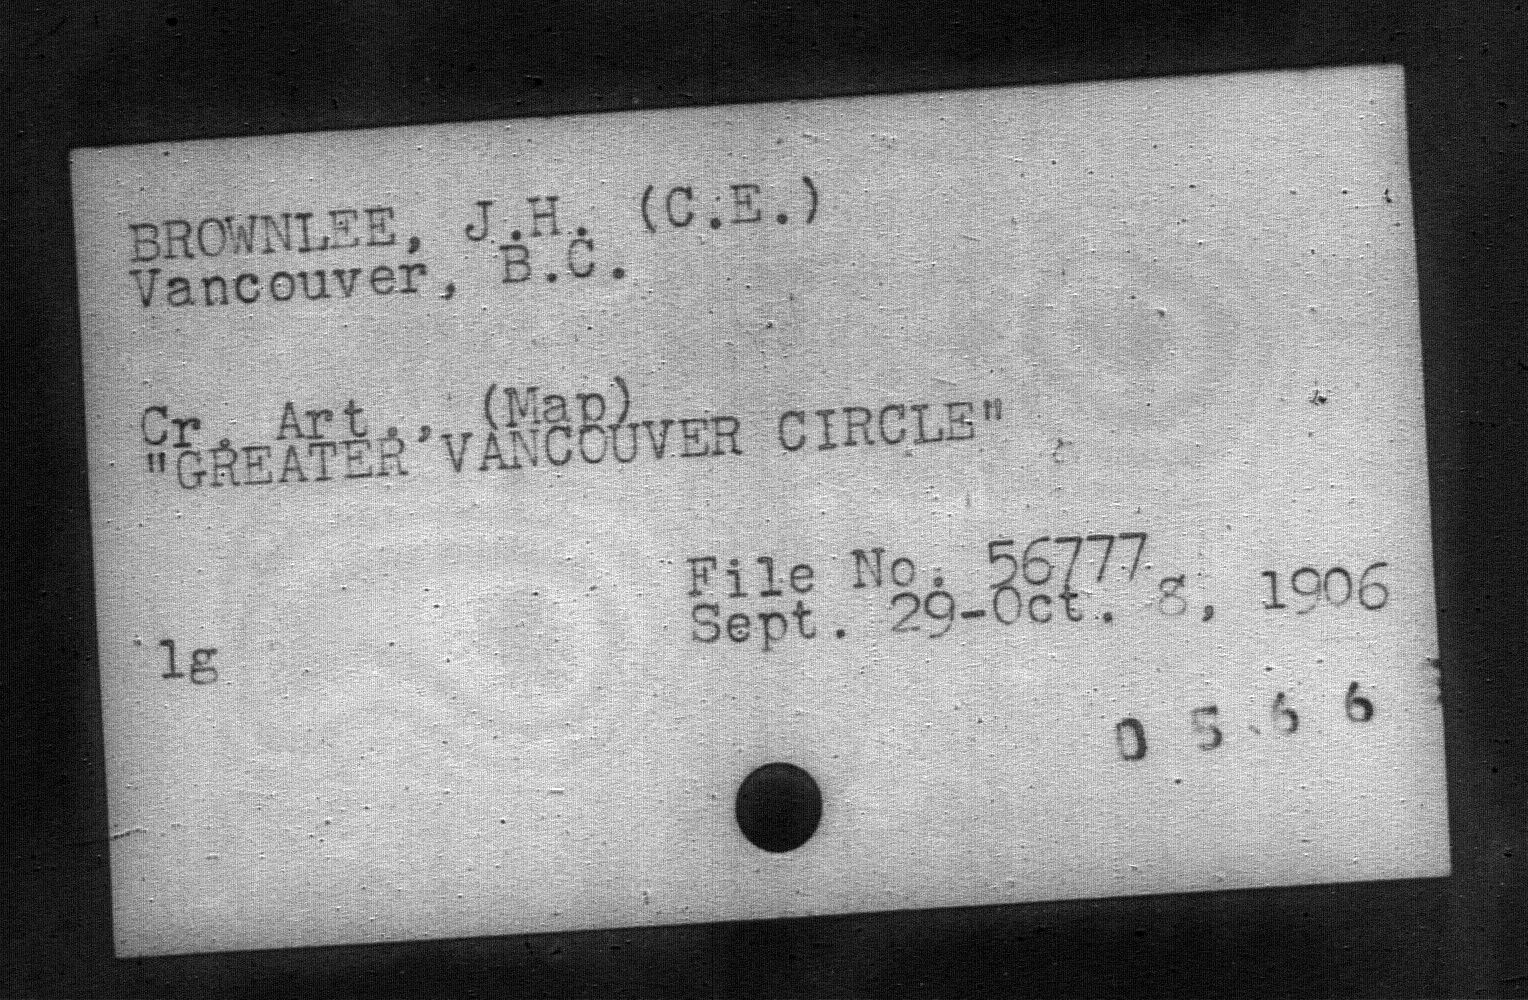 BROWNLEE, J.H. (C.E.)
Vancouver, B.C.
Cr. Art., (Map)
"GREATER VANCOUVER CIRCLE"
File No. 56777
Sept. 29-Oct. 8, 1906
lg
0 5 6 6